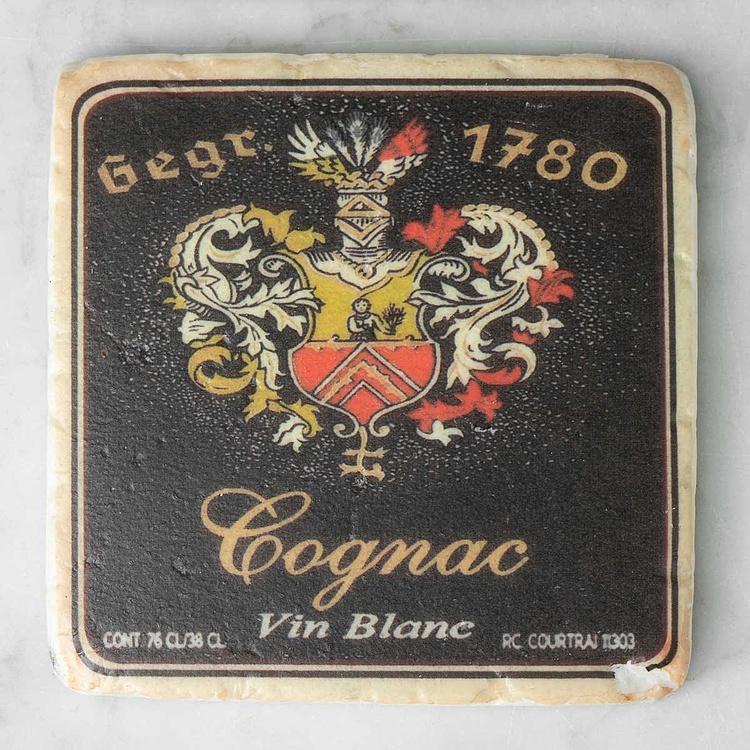 Gegr. 1780
Cognac
Vin Blanc
CONT. 76 CL/38 CL
RC COURTRAI 11303